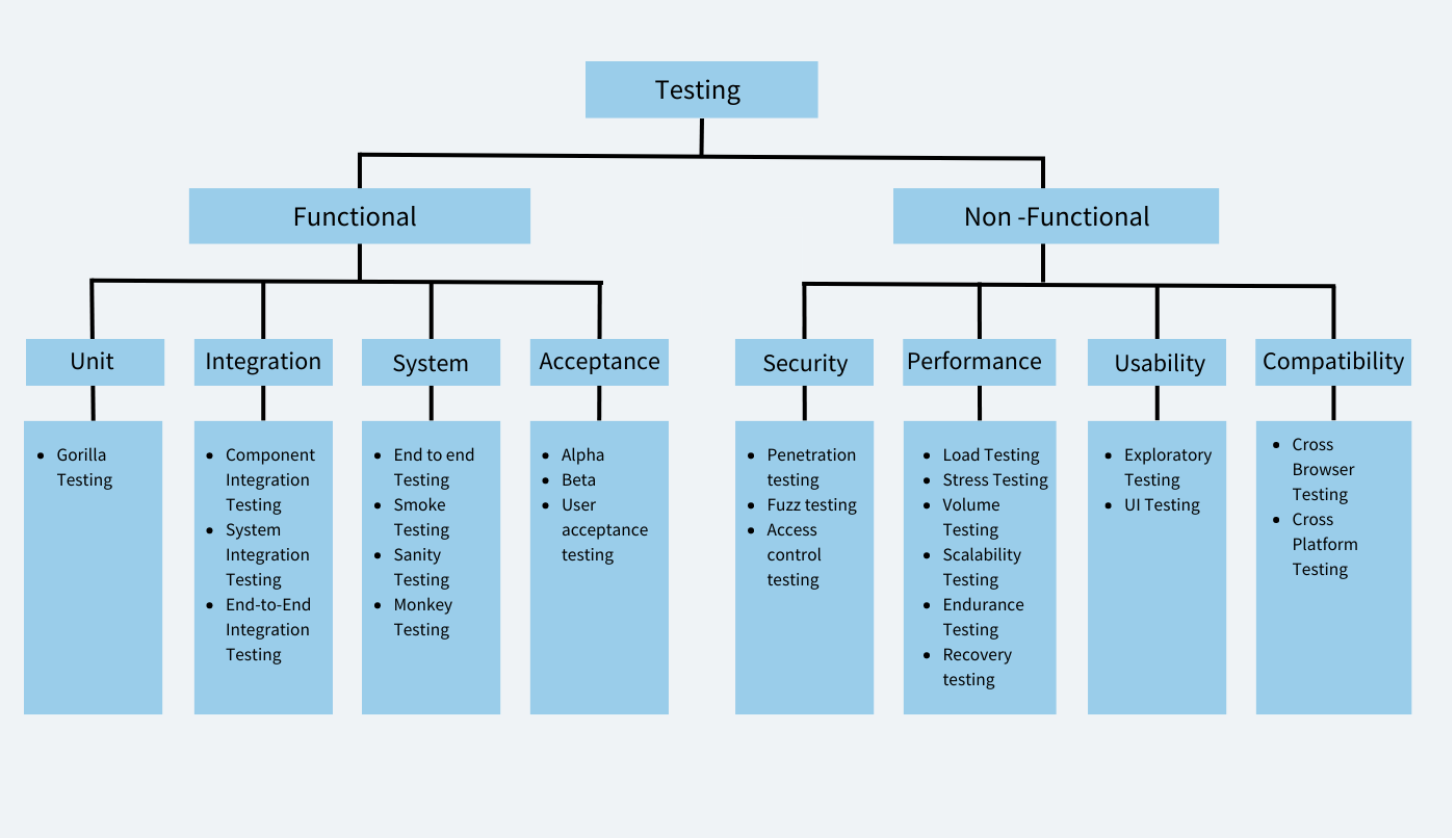 Testing
Functional
Non -Functional
Unit
Integration
System
Acceptance
Security
Performance
Usability
Compatibility
• Gorilla
Testing
• Component
Integration
Testing
• System
Integration
Testing
• End-to-End
Integration
Testing
• End to end
Testing
• Smoke
Testing
• Sanity
Testing
• Monkey
Testing
• Alpha
• Beta
• User
acceptance
testing
• Penetration
testing
• Fuzz testing
• Access
control
testing
• Load Testing
• Stress Testing
• Volume
Testing
• Scalability
Testing
• Endurance
Testing
• Recovery
testing
• Exploratory
Testing
• UI Testing
• Cross
Browser
Testing
• Cross
Platform
Testing